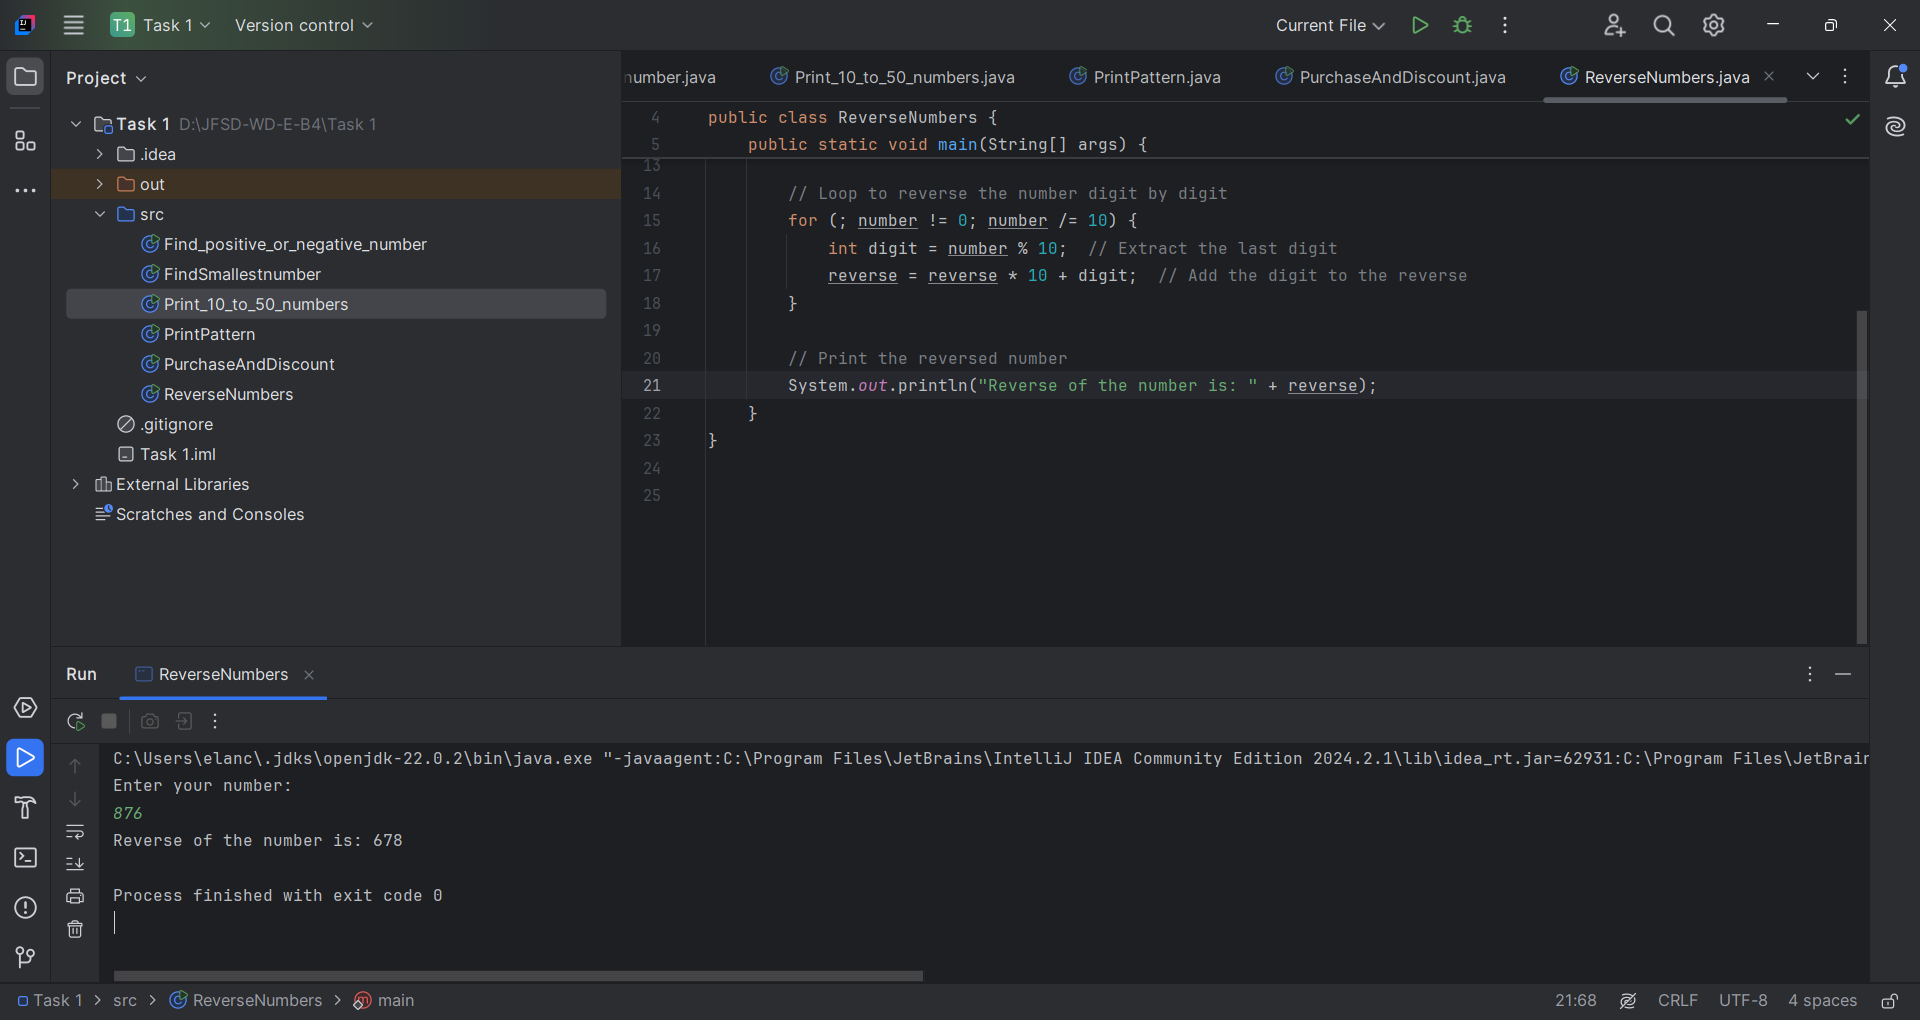 T1 Task 1 Version control Current File
Project
Task 1 D:\JFSD-WD-E-B4\Task 1
.idea
out
src
Find_positive_or_negative_number
FindSmallestnumber
Print_10_to_50_numbers
PrintPattern
PurchaseAndDiscount
ReverseNumbers
.gitignore
Task 1.iml
External Libraries
Scratches and Consoles
number.java Print_10_to_50_numbers.java PrintPattern.java PurchaseAndDiscount.java ReverseNumbers.java
4 public class ReverseNumbers {
5 public static void main(String[] args) {
13
14 // Loop to reverse the number digit by digit
15 for (; number != 0; number /= 10) {
16 int digit = number % 10; // Extract the last digit
17 reverse = reverse * 10 + digit; // Add the digit to the reverse
18 }
19
20 // Print the reversed number
21 System.out.println("Reverse of the number is: " + reverse);
22 }
23 }
24
25
Run ReverseNumbers
C:\Users\elanc\.jdks\openjdk-22.0.2\bin\java.exe "-javaagent:C:\Program Files\JetBrains\IntelliJ IDEA Community Edition 2024.2.1\lib\idea_rt.jar=62931:C:\Program Files\JetBrain
Enter your number:
876
Reverse of the number is: 678
Process finished with exit code 0
Task 1 src ReverseNumbers main 21:68 CRLF UTF-8 4 spaces